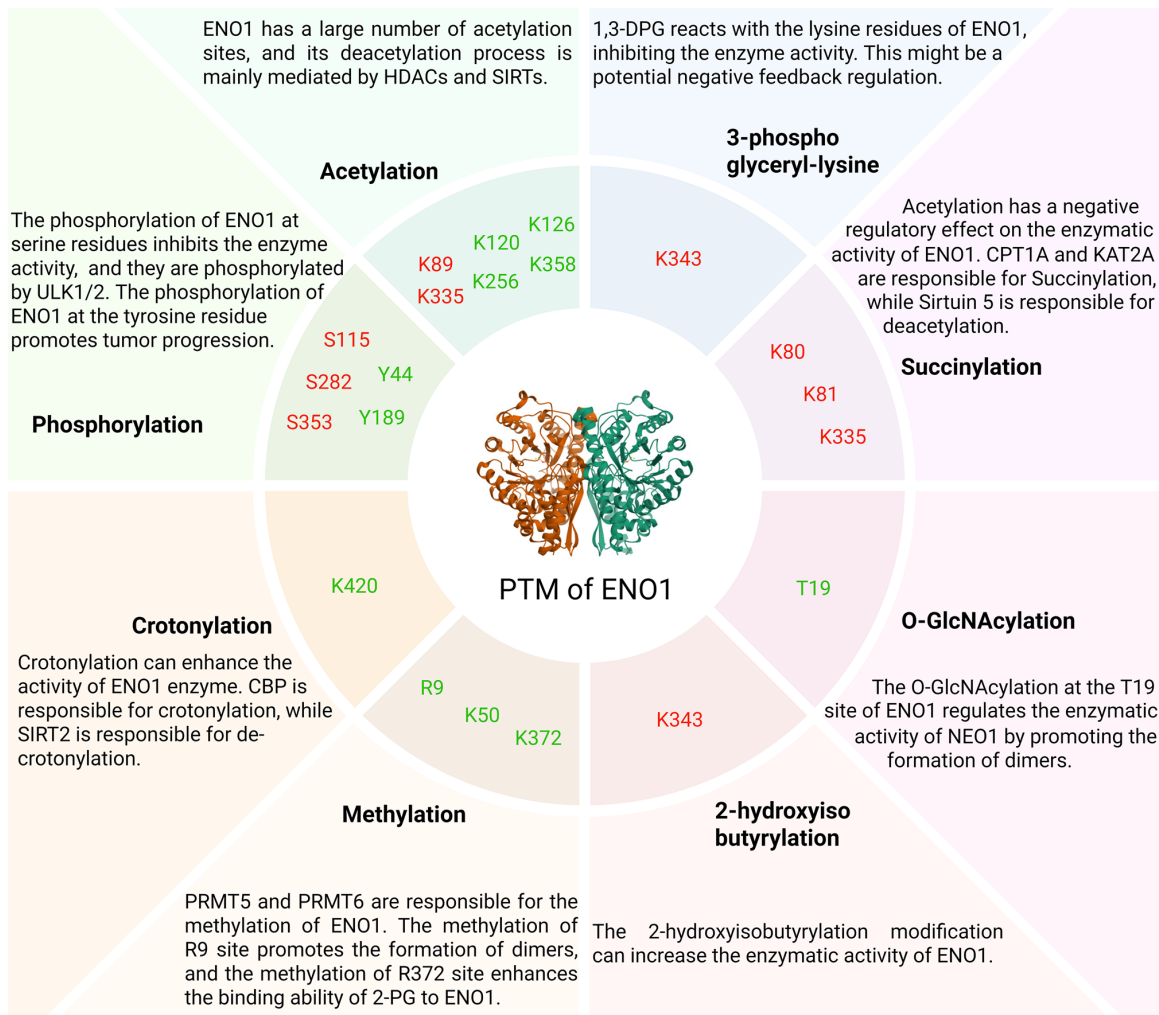 ENO1 has a large number of acetylation
sites, and its deacetylation process is
mainly mediated by HDACs and SIRTs.
Acetylation
K126
K120
K89
K358
K256
K335
1,3-DPG reacts with the lysine residues of ENO1,
inhibiting the enzyme activity. This might be a
potential negative feedback regulation.
3-phospho
glyceryl-lysine
K343
Acetylation has a negative
regulatory effect on the enzymatic
activity of ENO1. CPT1A and KAT2A
are responsible for Succinylation,
while Sirtuin 5 is responsible for
deacetylation.
Succinylation
K80
K81
K335
The phosphorylation of ENO1 at
serine residues inhibits the enzyme
activity, and they are phosphorylated
by ULK1/2. The phosphorylation of
ENO1 at the tyrosine residue
promotes tumor progression.
Phosphorylation
S115
Y44
S282
Y189
S353
PTM of ENO1
K420
Crotonylation
Crotonylation can enhance the
activity of ENO1 enzyme. CBP is
responsible for crotonylation, while
SIRT2 is responsible for de-
crotonylation.
T19
O-GlcNAcylation
The O-GlcNAcylation at the T19
site of ENO1 regulates the enzymatic
activity of NEO1 by promoting the
formation of dimers.
R9
K50
K372
Methylation
PRMT5 and PRMT6 are responsible for the
methylation of ENO1. The methylation of
R9 site promotes the formation of dimers,
and the methylation of R372 site enhances
the binding ability of 2-PG to ENO1.
K343
2-hydroxyiso
butyrylation
The 2-hydroxyisobutyrylation modification
can increase the enzymatic activity of ENO1.